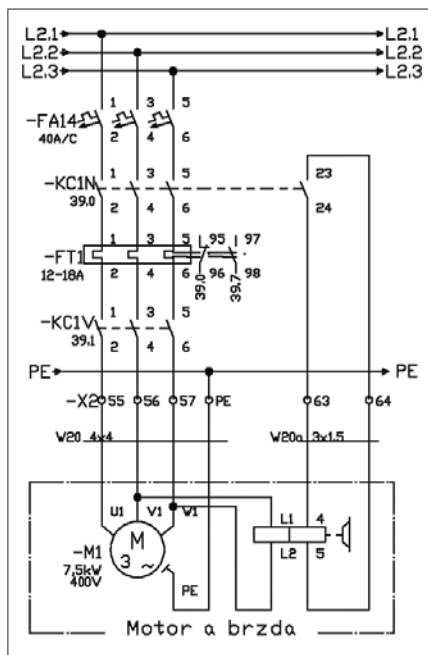 L2.1 L2.1
L2.2 L2.2
L2.3 L2.3
1 3 5
-FA14
40A/C 2 4 6
1 3 5 23
-KC1N
39.0 2 4 6 24
1 3 5 95 97
-FT1
12-18A 2 4 6 96 98
39.0 39.7
1 3 5
-KC1V
39.1 2 4 6
PE PE
-X2 55 56 57 PE 63 64
W20 4x4 W20a 3x1.5
U1 V1 W1 L1 4
-M1 M L2 5
7,5kW 3 ~
400V PE
Motor a brzda